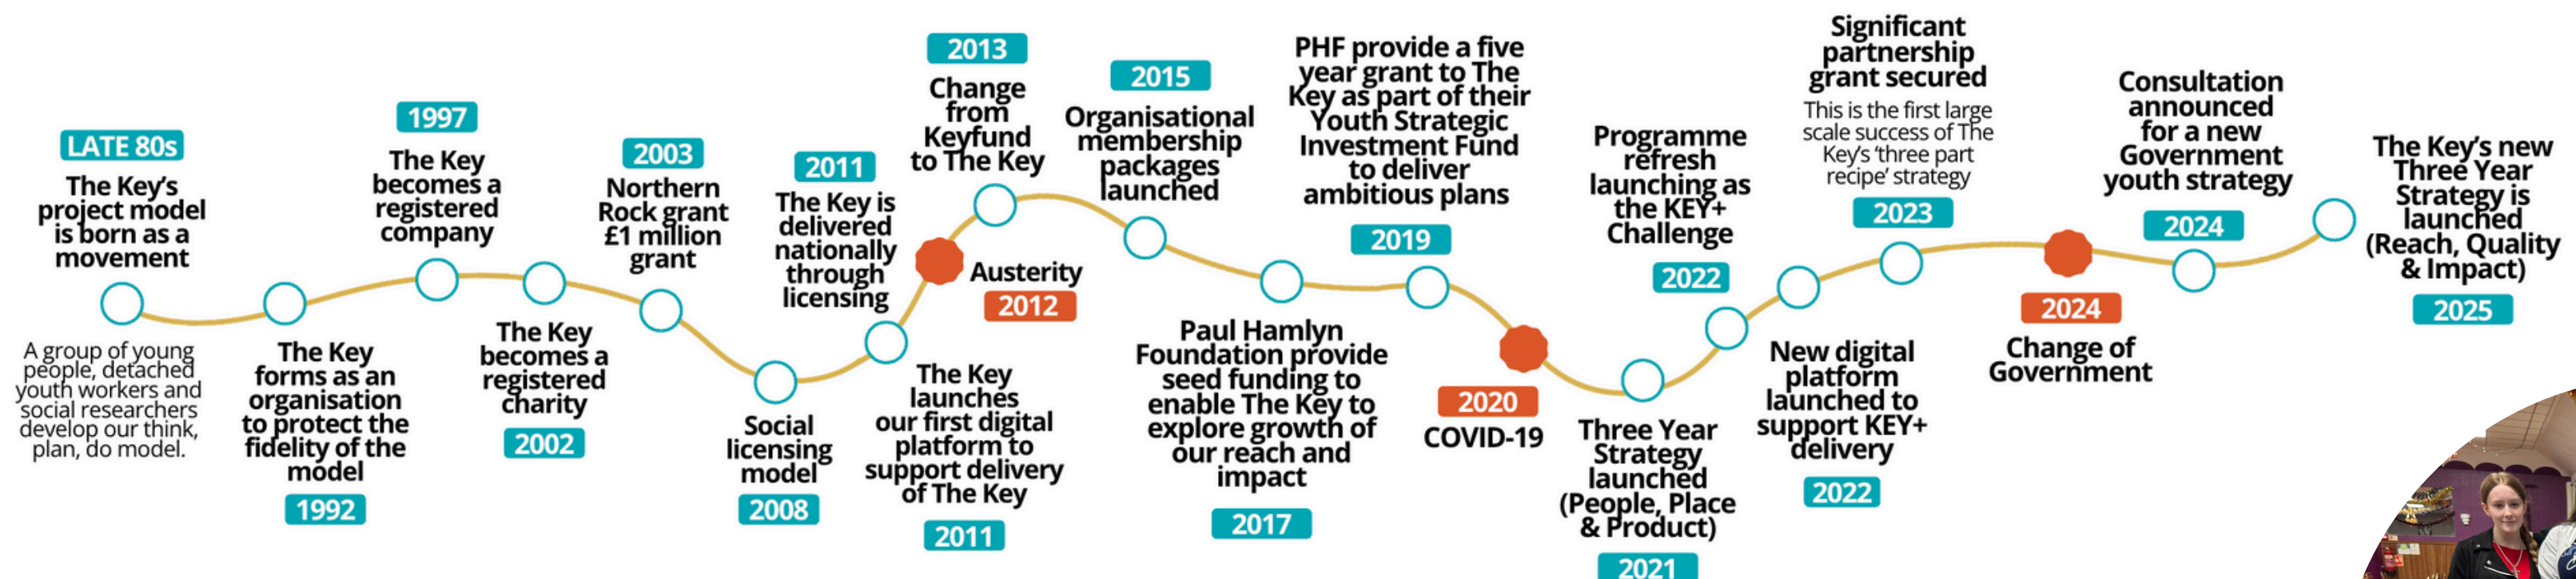 LATE 80s
The Key's
project model
is born as a
movement
A group of young
people, detached
youth workers and
social researchers
develop our think,
plan, do model.
The Key
forms as an
organisation
to protect the
fidelity of the
model
1992
1997
The Key
becomes a
registered
company
The Key
becomes a
registered
charity
2002
2003
Northern
Rock grant
£1 million
grant
Social
licensing
model
2008
2011
The Key is
delivered
nationally
through
licensing
The Key
launches
our first digital
platform to
support delivery
of The Key
2011
Austerity
2012
2013
Change
from
Keyfund
to The Key
2015
Organisational
membership
packages
launched
Paul Hamlyn
Foundation provide
seed funding to
enable The Key to
explore growth of
our reach and
impact
2017
PHF provide a five
year grant to The
Key as part of their
Youth Strategic
Investment Fund
to deliver
ambitious plans
2019
2020
COVID-19
Three Year
Strategy
launched
(People, Place
& Product)
2021
Programme
refresh
launching as
the KEY+
Challenge
2022
New digital
platform
launched to
support KEY+
delivery
2022
Significant
partnership
grant secured
This is the first large
scale success of The
Key's 'three part
recipe' strategy
2023
2024
Change of
Government
Consultation
announced
for a new
Government
youth strategy
2024
The Key's new
Three Year
Strategy is
launched
(Reach, Quality
& Impact)
2025